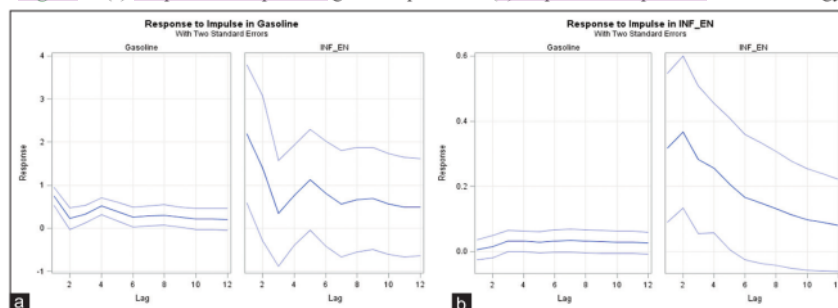 Response to Impulse in Gasoline
With Two Standard Errors
Gasoline
INF_EN
Response
4
3
2
1
0
-1
2
4
6
8
10
12
2
4
6
8
10
12
Lag
Lag
a
Response to Impulse in INF_EN
With Two Standard Errors
Gasoline
INF_EN
Response
0.6
0.4
0.2
0.0
2
4
6
8
10
12
2
4
6
8
10
Lag
Lag
b